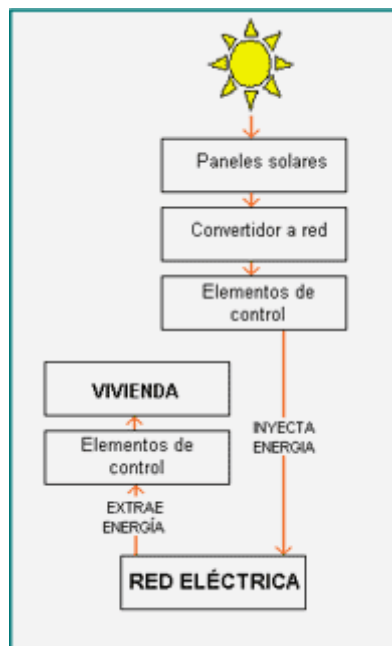 Paneles solares
Convertidor a red
Elementos de
control
VIVIENDA
INYECTA
ENERGIA
Elementos de
control
EXTRAE
ENERGÍA
RED ELÉCTRICA